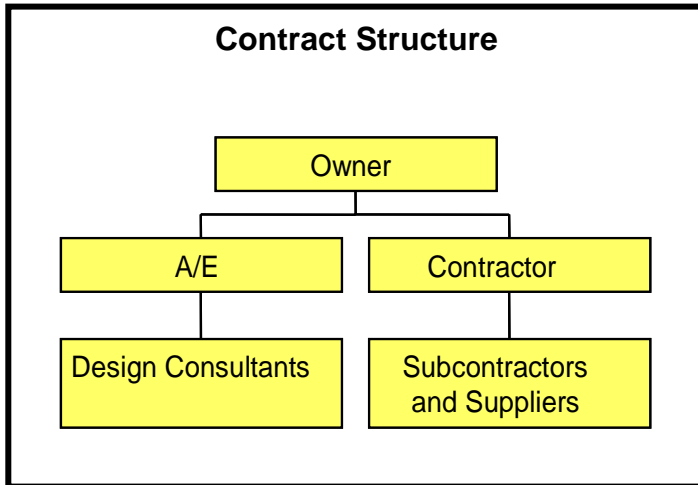 Contract Structure
Owner
A/E
Contractor
Design Consultants
Subcontractors
and Suppliers